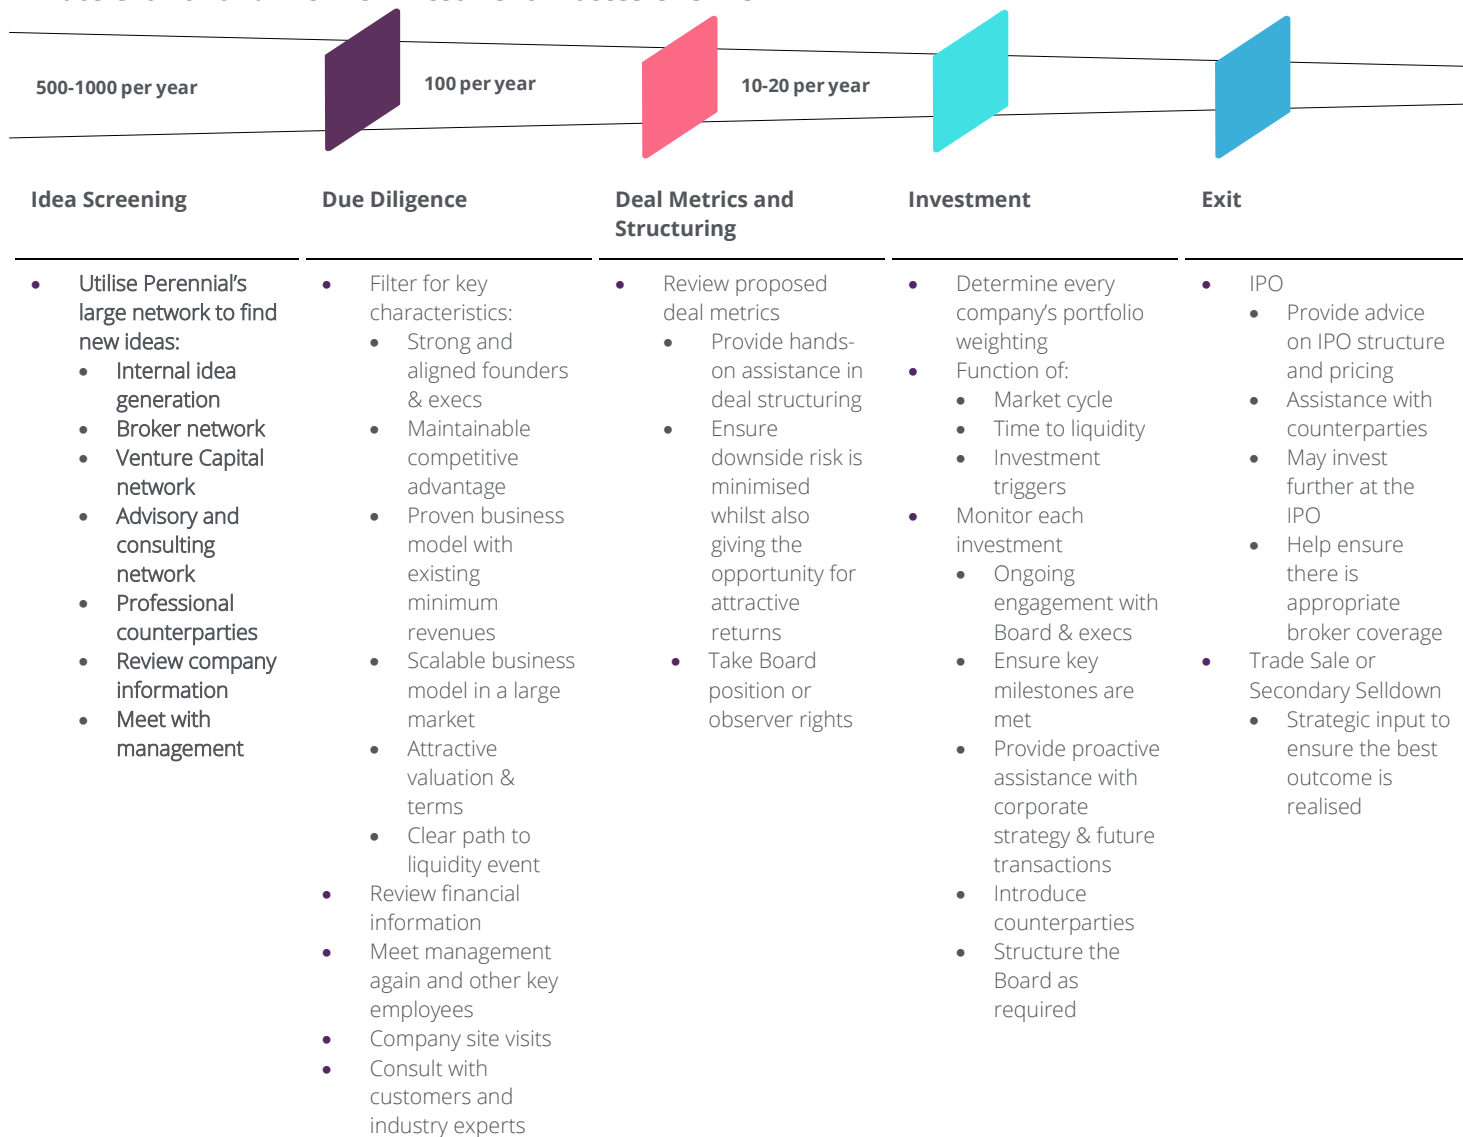 500-1000 per year
100 per year
10-20 per year
Idea Screening
• Utilise Perennial's
large network to find
new ideas:
• Internal idea
generation
• Broker network
• Venture Capital
network
• Advisory and
consulting
network
• Professional
counterparties
• Review company
information
• Meet with
management
Due Diligence
• Filter for key
characteristics:
• Strong and
aligned founders
& execs
• Maintainable
competitive
advantage
• Proven business
model with
existing
minimum
revenues
• Scalable business
model in a large
market
• Attractive
valuation &
terms
• Clear path to
liquidity event
• Review financial
information
• Meet management
again and other key
employees
• Company site visits
• Consult with
customers and
industry experts
Deal Metrics and
Structuring
• Review proposed
deal metrics
• Provide hands-
on assistance in
deal structuring
• Ensure
downside risk is
minimised
whilst also
giving the
opportunity for
attractive
returns
• Take Board
position or
observer rights
Investment
• Determine every
company's portfolio
weighting
• Function of:
• Market cycle
• Time to liquidity
• Investment
triggers
• Monitor each
investment
• Ongoing
engagement with
Board & execs
• Ensure key
milestones are
met
• Provide proactive
assistance with
corporate
strategy & future
transactions
• Introduce
counterparties
• Structure the
Board as
required
Exit
• IPO
• Provide advice
on IPO structure
and pricing
• Assistance with
counterparties
• May invest
further at the
IPO
• Help ensure
there is
appropriate
broker coverage
• Trade Sale or
Secondary Selldown
• Strategic input to
ensure the best
outcome is
realised